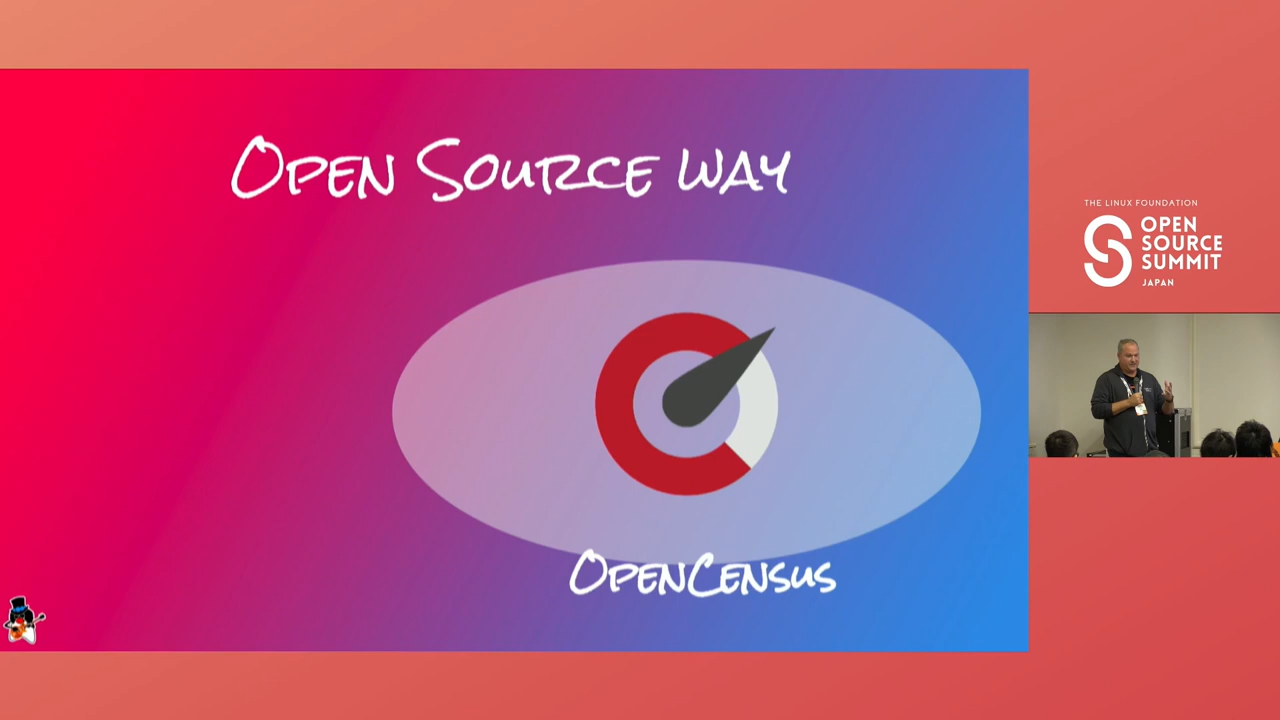 Open Source way
OpenCensus
THE LINUX FOUNDATION
OPEN
SOURCE
SUMMIT
JAPAN